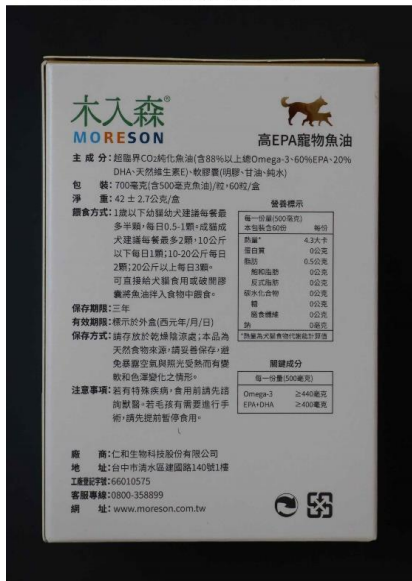 木入森®
MORESON
高EPA寵物魚油
主成分:超臨界CO2純化魚油(含88%以上總Omega-3、60%EPA、20%
DHA、天然維生素E)、軟膠囊(明膠、甘油、純水)
包裝:700毫克(含500毫克魚油)/粒,60粒/盒
淨重:42 ± 2.7公克/盒
餵食方式:1歲以下幼貓幼犬建議每餐最
多半顆,每日0.5-1顆。成貓成
犬建議每餐最多2顆,10公斤
以下每日1顆;10-20公斤每日
2顆;20公斤以上每日3顆。
可直接給犬貓食用或破開膠
囊將魚油拌入食物中餵食。
保存期限:三年
有效期限:標示於外盒(西元年/月/日)
保存方式:請存放於乾燥陰涼處;本品為
天然食物來源,請妥善保存,避
免暴露空氣與照光受熱而有變
軟和色澤變化之情形。
注意事項:若有特殊疾病,食用前請先諮
詢獸醫。若毛孩有需要進行手
術,請先提前暫停食用。
營養標示
每一份量(500毫克)
本包裝含60份 每份
熱量* 4.3大卡
蛋白質 0公克
脂肪 0.5公克
飽和脂肪 0公克
反式脂肪 0公克
碳水化合物 0公克
糖 0公克
膳食纖維 0公克
鈉 0毫克
*熱量為犬貓食物代謝能計算值
關鍵成分
每一份量(500毫克)
Omega-3 ≥440毫克
EPA+DHA ≥400毫克
廠商:仁和生物科技股份有限公司
地址:台中市清水區建國路140號1樓
工廠登記字號:66010575
客服專線:0800-358899
網址:www.moreson.com.tw